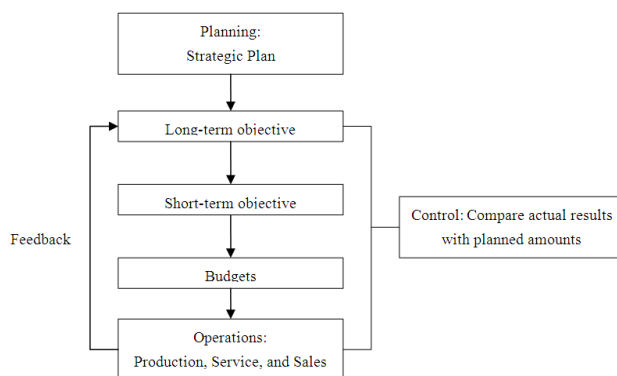 Planning:
Strategic Plan
Long-term objective
Short-term objective
Control: Compare actual results
with planned amounts
Feedback
Budgets
Operations:
Production, Service, and Sales